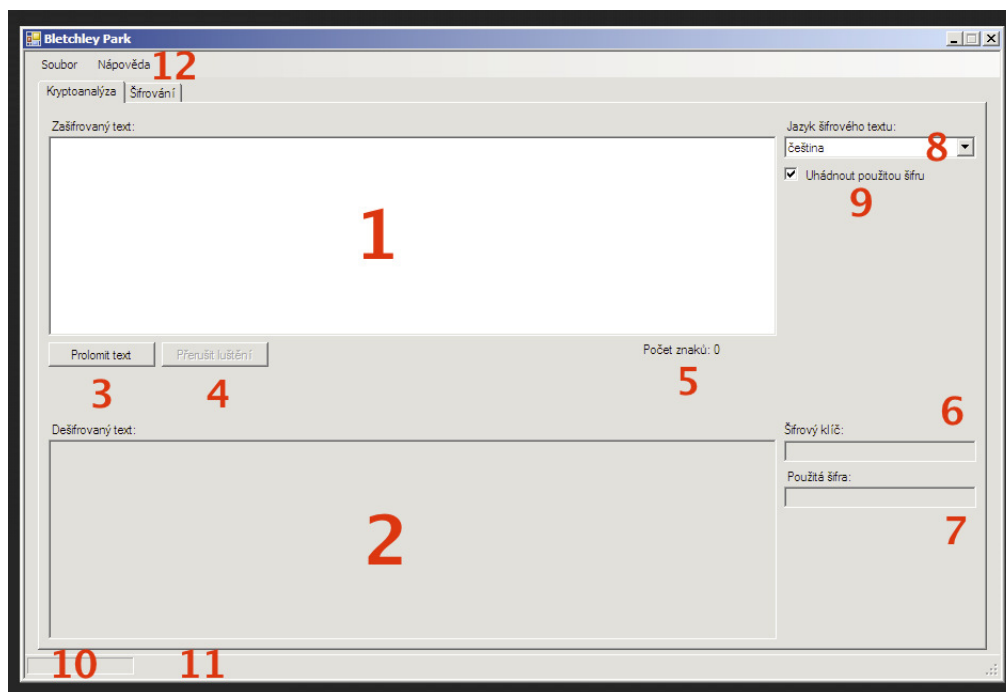 Bletchley Park
Soubor Nápověda 12
Kryptoanalýza Šifrování
Zašifrovaný text:
Jazyk šifrového textu:
čeština 8
Uhádnout použitou šifru
9
1
Prolomit text Přerušit luštění
Počet znaků: 0
3 4 5
6
Dešifrovaný text:
Šifrový klíč:
Použitá šifra:
7
2
10 11